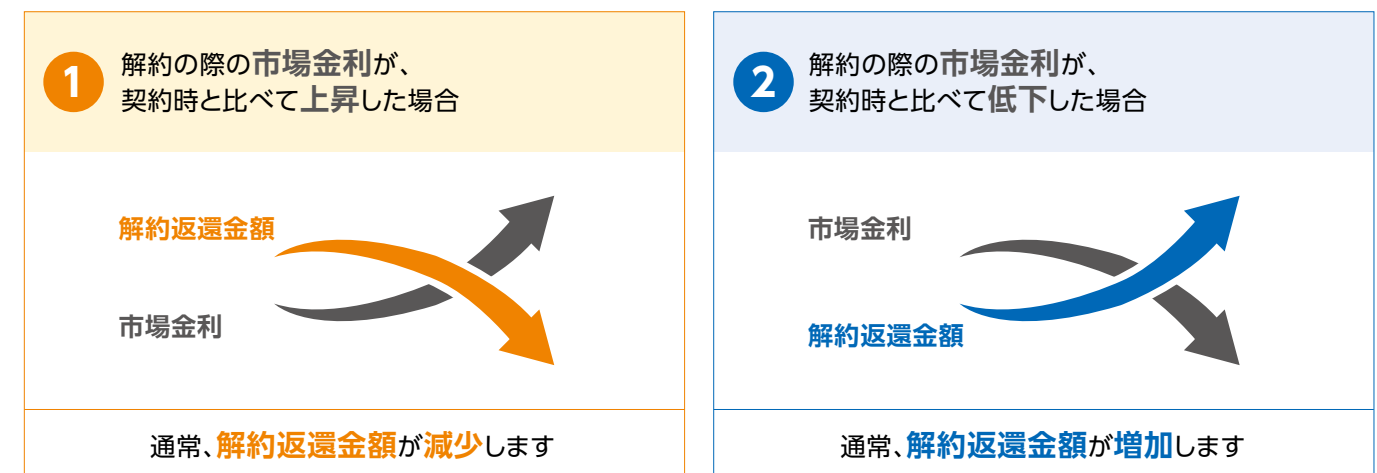 1
解約の際の市場金利が、
契約時と比べて上昇した場合
解約返還金額
市場金利
通常、解約返還金額が減少します
2
解約の際の市場金利が、
契約時と比べて低下した場合
市場金利
解約返還金額
通常、解約返還金額が増加します